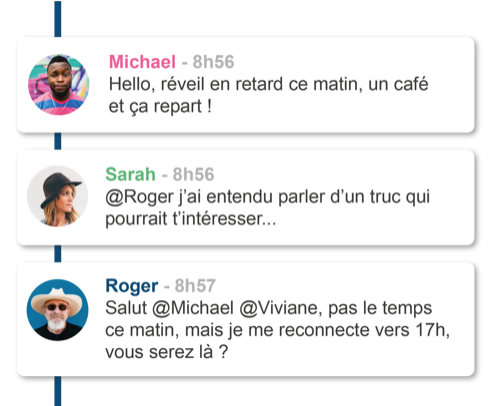 Michael - 8h56
Hello, réveil en retard ce matin, un café
et ça repart !
Sarah - 8h56
@Roger j’ai entendu parler d’un truc qui
pourrait t’intéresser...
Roger - 8h57
Salut @Michael @Viviane, pas le temps
ce matin, mais je me reconnecte vers 17h,
vous serez là ?